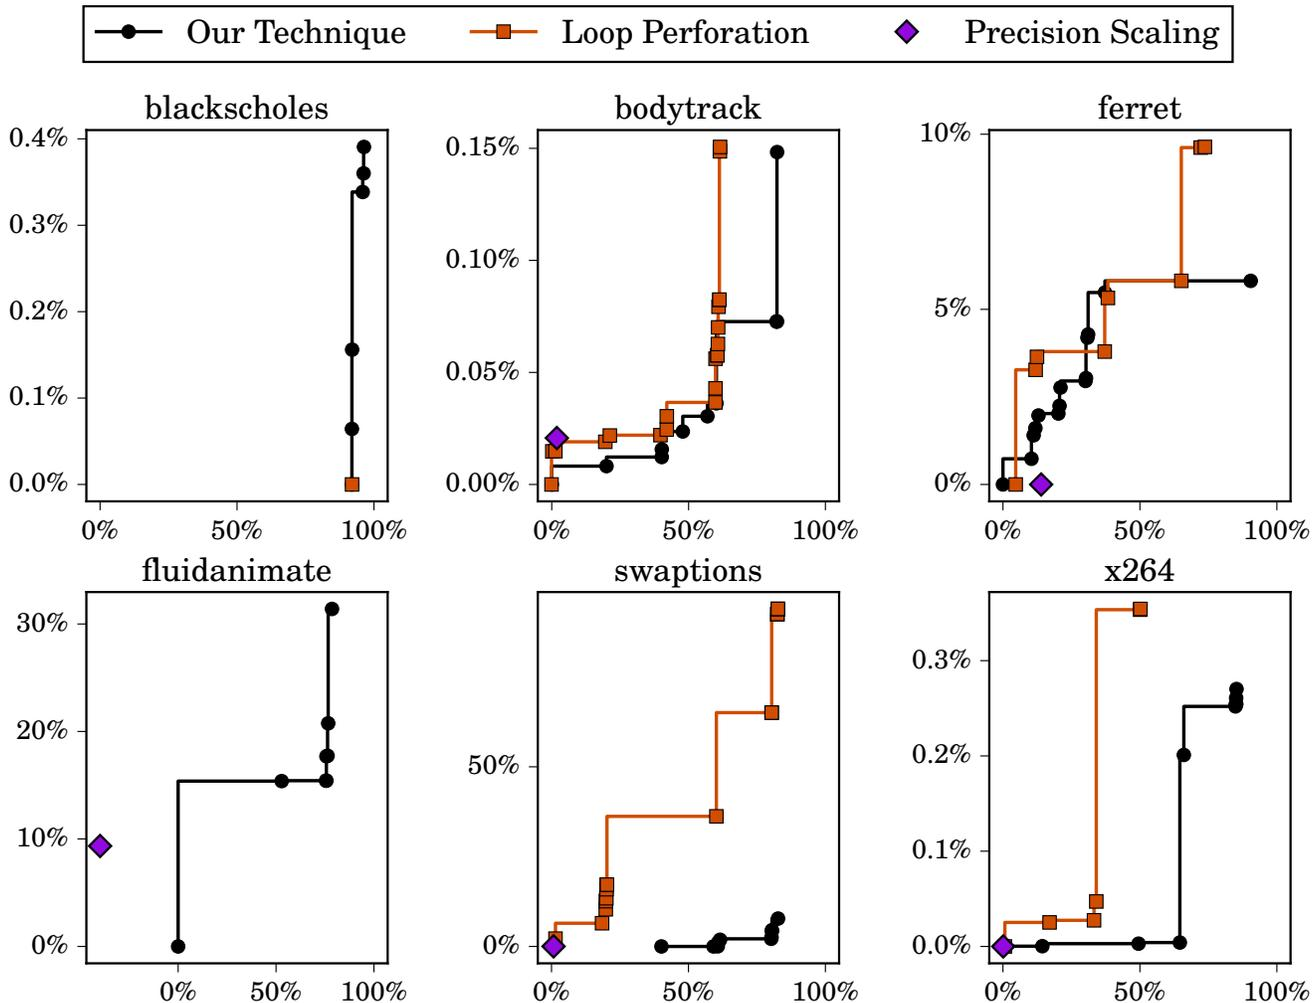 Our Technique Loop Perforation Precision Scaling
blackscholes bodytrack ferret
0.4%
0.3%
0.2%
0.1%
0.0%
0% 50% 100%
0.15%
0.10%
0.05%
0.00%
0% 50% 100%
10%
5%
0%
0% 50% 100%
fluidanimate swaptions x264
30%
20%
10%
0%
0% 50% 100%
50%
0%
0% 50% 100%
0.3%
0.2%
0.1%
0.0%
0% 50% 100%